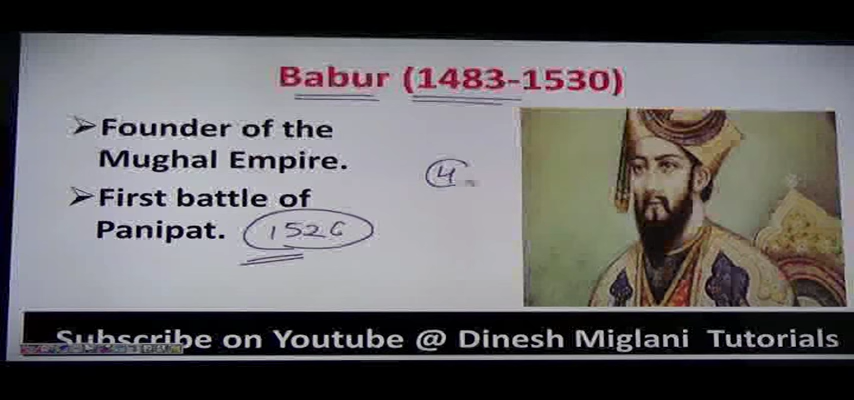 Babur (1483-1530)
➢Founder of the
Mughal Empire.
➢First battle of
Panipat. 1526
4
Subscribe on Youtube @ Dinesh Miglani Tutorials